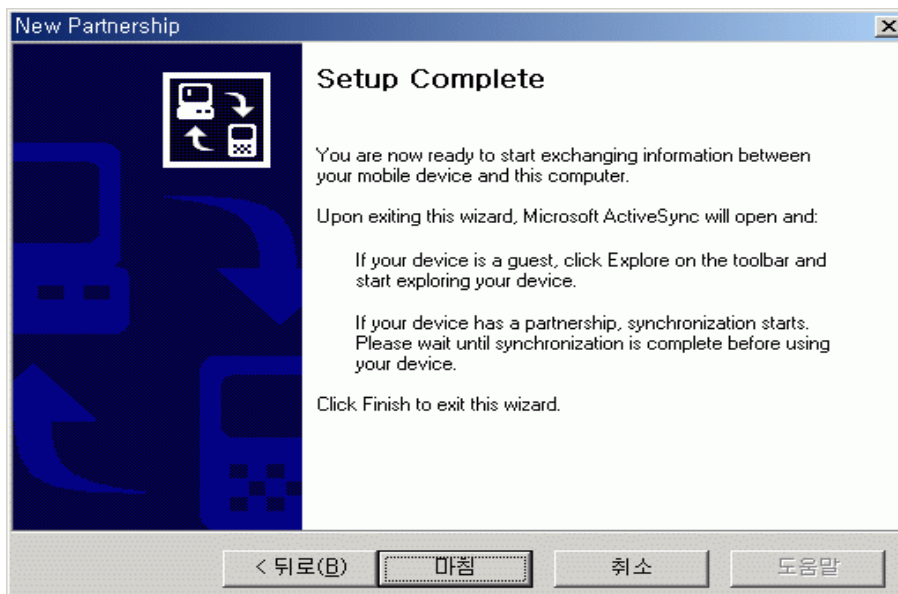 New Partnership
Setup Complete
You are now ready to start exchanging information between
your mobile device and this computer.
Upon exiting this wizard, Microsoft ActiveSync will open and:
If your device is a guest, click Explore on the toolbar and
start exploring your device.
If your device has a partnership, synchronization starts.
Please wait until synchronization is complete before using
your device.
Click Finish to exit this wizard.
< 뒤로(B) 마침 취소 도움말